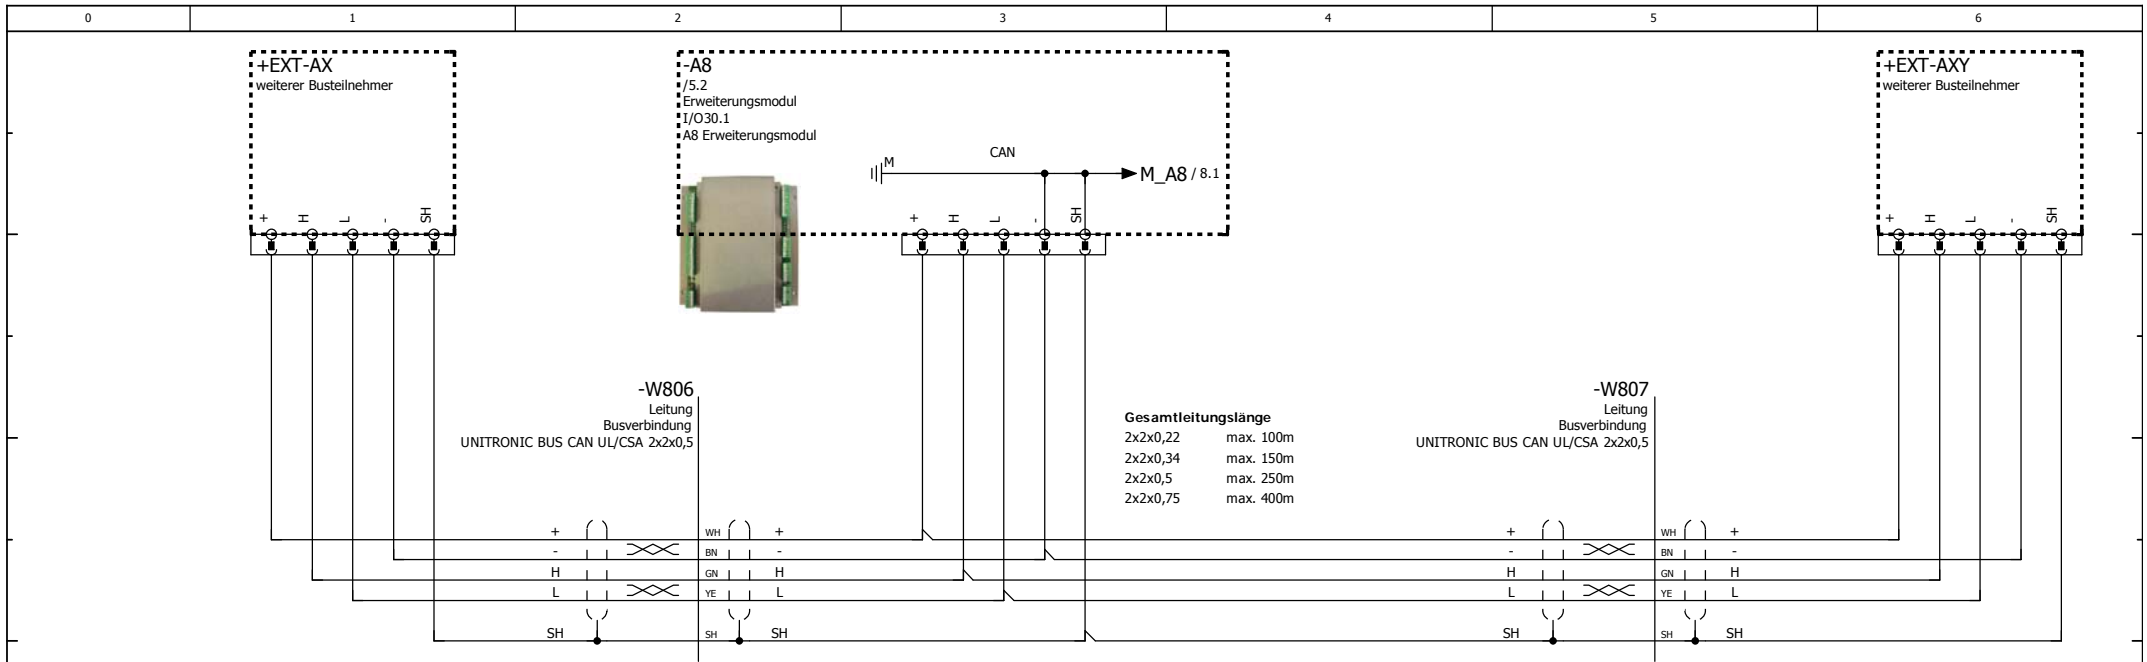 0 1 2 3 4 5 6
+EXT-AX
weiterer Busteilnehmer
+ H L - SH
-A8
/5.2
Erweiterungsmodul
I/O30.1
A8 Erweiterungsmodul
M CAN M_A8 / 8.1
+ H L - SH
+EXT-AXY
weiterer Busteilnehmer
+ H L - SH
-W806
Leitung
Busverbindung
UNITRONIC BUS CAN UL/CSA 2x2x0,5
Gesamtleitungslänge
2x2x0,22 max. 100m
2x2x0,34 max. 150m
2x2x0,5 max. 250m
2x2x0,75 max. 400m
-W807
Leitung
Busverbindung
UNITRONIC BUS CAN UL/CSA 2x2x0,5
+ WH + + WH +
- BN - - BN -
H GN H H GN H
L YE L L YE L
SH SH SH SH SH SH